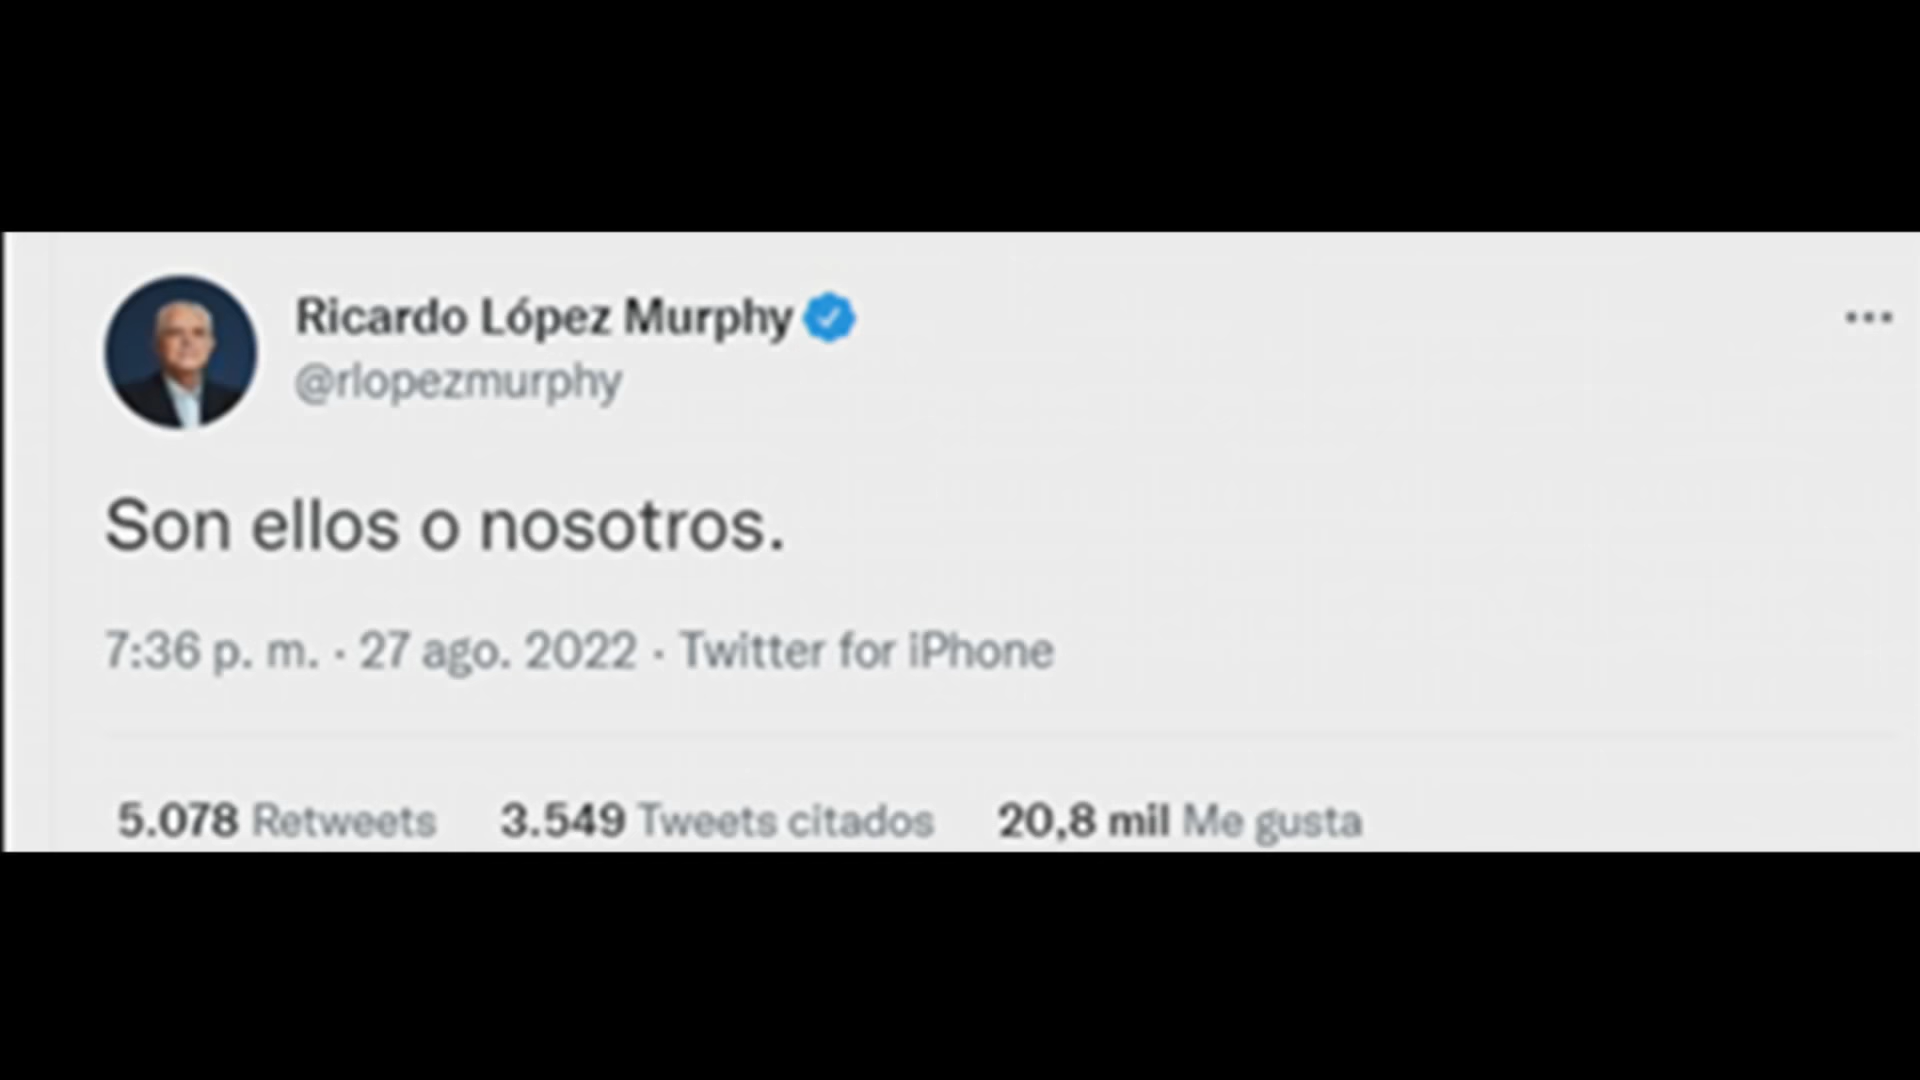 Ricardo López Murphy
@rlopezmurphy
Son ellos o nosotros.
7:36 p. m. · 27 ago. 2022 · Twitter for iPhone
5.078 Retweets 3.549 Tweets citados 20,8 mil Me gusta